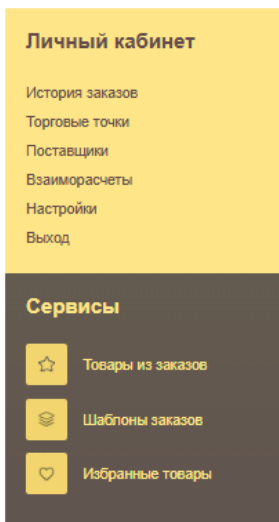 Личный кабинет
История заказов
Торговые точки
Поставщики
Взаиморасчеты
Настройки
Выход
Сервисы
Товары из заказов
Шаблоны заказов
Избранные товары